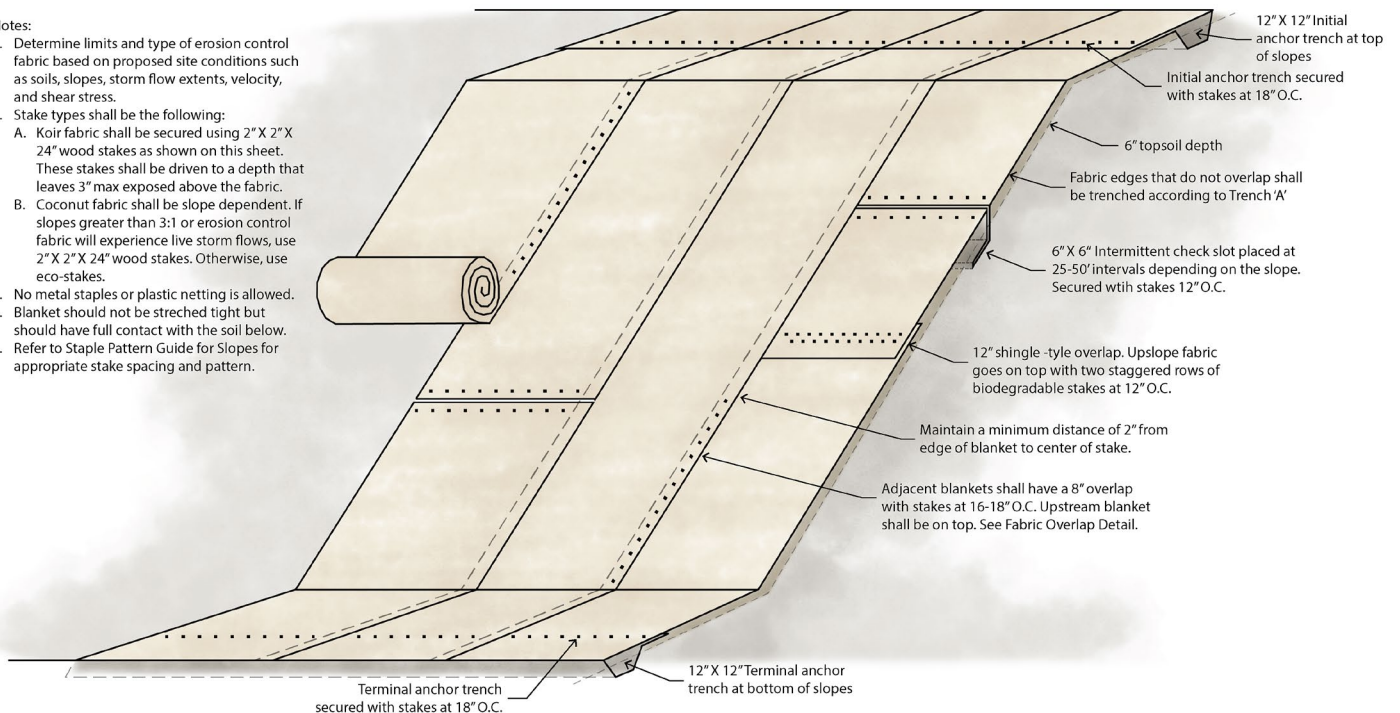 otes:
. Determine limits and type of erosion control
fabric based on proposed site conditions such
as soils, slopes, storm flow extents, velocity,
and shear stress.
. Stake types shall be the following:
A. Koir fabric shall be secured using 2" X 2" X
24" wood stakes as shown on this sheet.
These stakes shall be driven to a depth that
leaves 3" max exposed above the fabric.
B. Coconut fabric shall be slope dependent. If
slopes greater than 3:1 or erosion control
fabric will experience live storm flows, use
2" X 2" X 24" wood stakes. Otherwise, use
eco-stakes.
. No metal staples or plastic netting is allowed.
. Blanket should not be streched tight but
should have full contact with the soil below.
. Refer to Staple Pattern Guide for Slopes for
appropriate stake spacing and pattern.
12" X 12" Initial
anchor trench at top
of slopes
Initial anchor trench secured
with stakes at 18" O.C.
6" topsoil depth
Fabric edges that do not overlap shall
be trenched according to Trench 'A'
6" X 6" Intermittent check slot placed at
25-50' intervals depending on the slope.
Secured wtih stakes 12" O.C.
12" shingle -tyle overlap. Upslope fabric
goes on top with two staggered rows of
biodegradable stakes at 12" O.C.
Maintain a minimum distance of 2" from
edge of blanket to center of stake.
Adjacent blankets shall have a 8" overlap
with stakes at 16-18" O.C. Upstream blanket
shall be on top. See Fabric Overlap Detail.
12" X 12" Terminal anchor
trench at bottom of slopes
Terminal anchor trench
secured with stakes at 18" O.C.